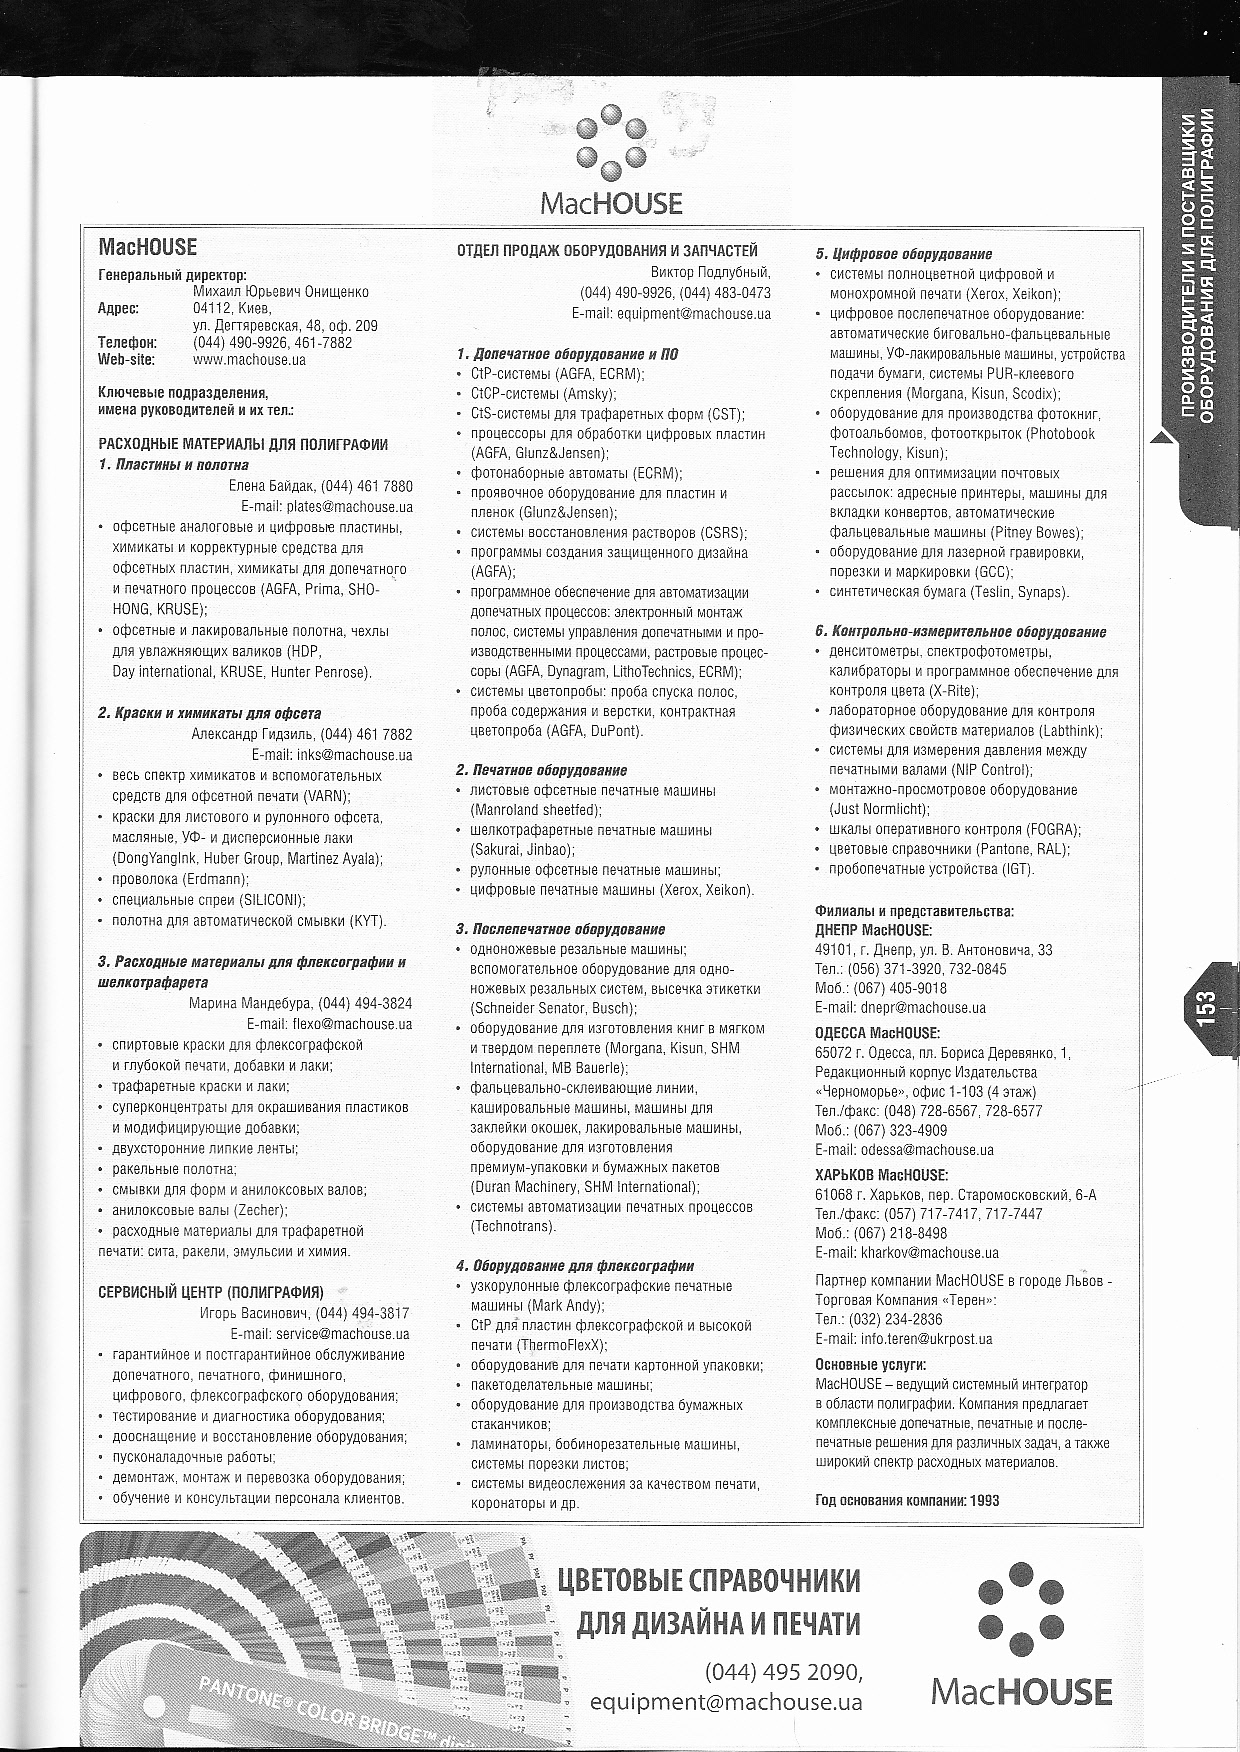 MacHOUSE
ПРОИЗВОДИТЕЛИ И ПОСТАВЩИКИ
ОБОРУДОВАНИЯ ДЛЯ ПОЛИГРАФИИ
MacHOUSE
Генеральный директор:
Михаил Юрьевич Онищенко
Адрес: 04112, Киев,
ул. Дегтяревская, 48, оф. 209
Телефон: (044) 490-9926, 461-7882
Web-site: www.machouse.ua
Ключевые подразделения,
имена руководителей и их тел.:
РАСХОДНЫЕ МАТЕРИАЛЫ ДЛЯ ПОЛИГРАФИИ
1. Пластины и полотна
Елена Байдак, (044) 461 7880
E-mail: plates@machouse.ua
• офсетные аналоговые и цифровые пластины,
химикаты и корректурные средства для
офсетных пластин, химикаты для допечатного
и печатного процессов (AGFA, Prima, SHO-
HONG, KRUSE);
• офсетные и лакировальные полотна, чехлы
для увлажняющих валиков (HDP,
Day international, KRUSE, Hunter Penrose).
2. Краски и химикаты для офсета
Александр Гидзиль, (044) 461 7882
E-mail: inks@machouse.ua
• весь спектр химикатов и вспомогательных
средств для офсетной печати (VARN);
• краски для листового и рулонного офсета,
масляные, УФ- и дисперсионные лаки
(DongYangInk, Huber Group, Martinez Ayala);
• проволока (Erdmann);
• специальные спреи (SILICONI);
• полотна для автоматической смывки (KYT).
3. Расходные материалы для флексографии и
шелкотрафарета
Марина Мандебура, (044) 494-3824
E-mail: flexo@machouse.ua
• спиртовые краски для флексографской
и глубокой печати, добавки и лаки;
• трафаретные краски и лаки;
• суперконцентраты для окрашивания пластиков
и модифицирующие добавки;
• двухсторонние липкие ленты;
• ракельные полотна;
• смывки для форм и анилоксовых валов;
• анилоксовые валы (Zecher);
• расходные материалы для трафаретной
печати: сита, ракели, эмульсии и химия.
СЕРВИСНЫЙ ЦЕНТР (ПОЛИГРАФИЯ)
Игорь Васинович, (044) 494-3817
E-mail: service@machouse.ua
• гарантийное и постгарантийное обслуживание
допечатного, печатного, финишного,
цифрового, флексографского оборудования;
• тестирование и диагностика оборудования;
• дооснащение и восстановление оборудования;
• пусконаладочные работы;
• демонтаж, монтаж и перевозка оборудования;
• обучение и консультации персонала клиентов.
ОТДЕЛ ПРОДАЖ ОБОРУДОВАНИЯ И ЗАПЧАСТЕЙ
Виктор Подлубный,
(044) 490-9926, (044) 483-0473
E-mail: equipment@machouse.ua
1. Допечатное оборудование и ПО
• CtP-системы (AGFA, ECRM);
• CtCP-системы (Amsky);
• CtS-системы для трафаретных форм (CST);
• процессоры для обработки цифровых пластин
(AGFA, Glunz&Jensen);
• фотонаборные автоматы (ECRM);
• проявочное оборудование для пластин и
пленок (Glunz&Jensen);
• системы восстановления растворов (CSRS);
• программы создания защищенного дизайна
(AGFA);
• программное обеспечение для автоматизации
допечатных процессов: электронный монтаж
полос, системы управления допечатными и про-
изводственными процессами, растровые процес-
соры (AGFA, Dynagram, LithoTechnics, ECRM);
• системы цветопробы: проба спуска полос,
проба содержания и верстки, контрактная
цветопроба (AGFA, DuPont).
2. Печатное оборудование
• листовые офсетные печатные машины
(Manroland sheetfed);
• шелкотрафаретные печатные машины
(Sakurai, Jinbao);
• рулонные офсетные печатные машины;
• цифровые печатные машины (Xerox, Xeikon).
3. Послепечатное оборудование
• одноножевые резальные машины;
вспомогательное оборудование для одно-
ножевых резальных систем, высечка этикетки
(Schneider Senator, Busch);
• оборудование для изготовления книг в мягком
и твердом переплете (Morgana, Kisun, SHM
International, MB Bauerle);
• фальцевально-склеивающие линии,
кашировальные машины, машины для
заклейки окошек, лакировальные машины,
оборудование для изготовления
премиум-упаковки и бумажных пакетов
(Duran Machinery, SHM International);
• системы автоматизации печатных процессов
(Technotrans).
4. Оборудование для флексографии
• узкорулонные флексографские печатные
машины (Mark Andy);
• CtP для пластин флексографской и высокой
печати (ThermoFlexX);
• оборудование для печати картонной упаковки;
• пакетоделательные машины;
• оборудование для производства бумажных
стаканчиков;
• ламинаторы, бобинорезательные машины,
системы порезки листов;
• системы видеослежения за качеством печати,
коронаторы и др.
5. Цифровое оборудование
• системы полноцветной цифровой и
монохромной печати (Xerox, Xeikon);
• цифровое послепечатное оборудование:
автоматические биговально-фальцевальные
машины, УФ-лакировальные машины, устройства
подачи бумаги, системы PUR-клеевого
скрепления (Morgana, Kisun, Scodix);
• оборудование для производства фотокниг,
фотоальбомов, фотооткрыток (Photobook
Technology, Kisun);
• решения для оптимизации почтовых
рассылок: адресные принтеры, машины для
вкладки конвертов, автоматические
фальцевальные машины (Pitney Bowes);
• оборудование для лазерной гравировки,
порезки и маркировки (GCC);
• синтетическая бумага (Teslin, Synaps).
6. Контрольно-измерительное оборудование
• денситометры, спектрофотометры,
калибраторы и программное обеспечение для
контроля цвета (X-Rite);
• лабораторное оборудование для контроля
физических свойств материалов (Labthink);
• системы для измерения давления между
печатными валами (NIP Control);
• монтажно-просмотровое оборудование
(Just Normlicht);
• шкалы оперативного контроля (FOGRA);
• цветовые справочники (Pantone, RAL);
• пробопечатные устройства (IGT).
Филиалы и представительства:
ДНЕПР MacHOUSE:
49101, г. Днепр, ул. В. Антоновича, 33
Тел.: (056) 371-3920, 732-0845
Моб.: (067) 405-9018
E-mail: dnepr@machouse.ua
ОДЕССА MacHOUSE:
65072 г. Одесса, пл. Бориса Деревянко, 1,
Редакционный корпус Издательства
«Черноморье», офис 1-103 (4 этаж)
Тел./факс: (048) 728-6567, 728-6577
Моб.: (067) 323-4909
E-mail: odessa@machouse.ua
ХАРЬКОВ MacHOUSE:
61068 г. Харьков, пер. Старомосковский, 6-А
Тел./факс: (057) 717-7417, 717-7447
Моб.: (067) 218-8498
E-mail: kharkov@machouse.ua
Партнер компании MacHOUSE в городе Львов -
Торговая Компания «Терен»:
Тел.: (032) 234-2836
E-mail: info.teren@ukrpost.ua
Основные услуги:
MacHOUSE – ведущий системный интегратор
в области полиграфии. Компания предлагает
комплексные допечатные, печатные и после-
печатные решения для различных задач, а также
широкий спектр расходных материалов.
Год основания компании: 1993
153
PANTONE® COLOR BRIDGE™
ЦВЕТОВЫЕ СПРАВОЧНИКИ
ДЛЯ ДИЗАЙНА И ПЕЧАТИ
(044) 495 2090,
equipment@machouse.ua
MacHOUSE